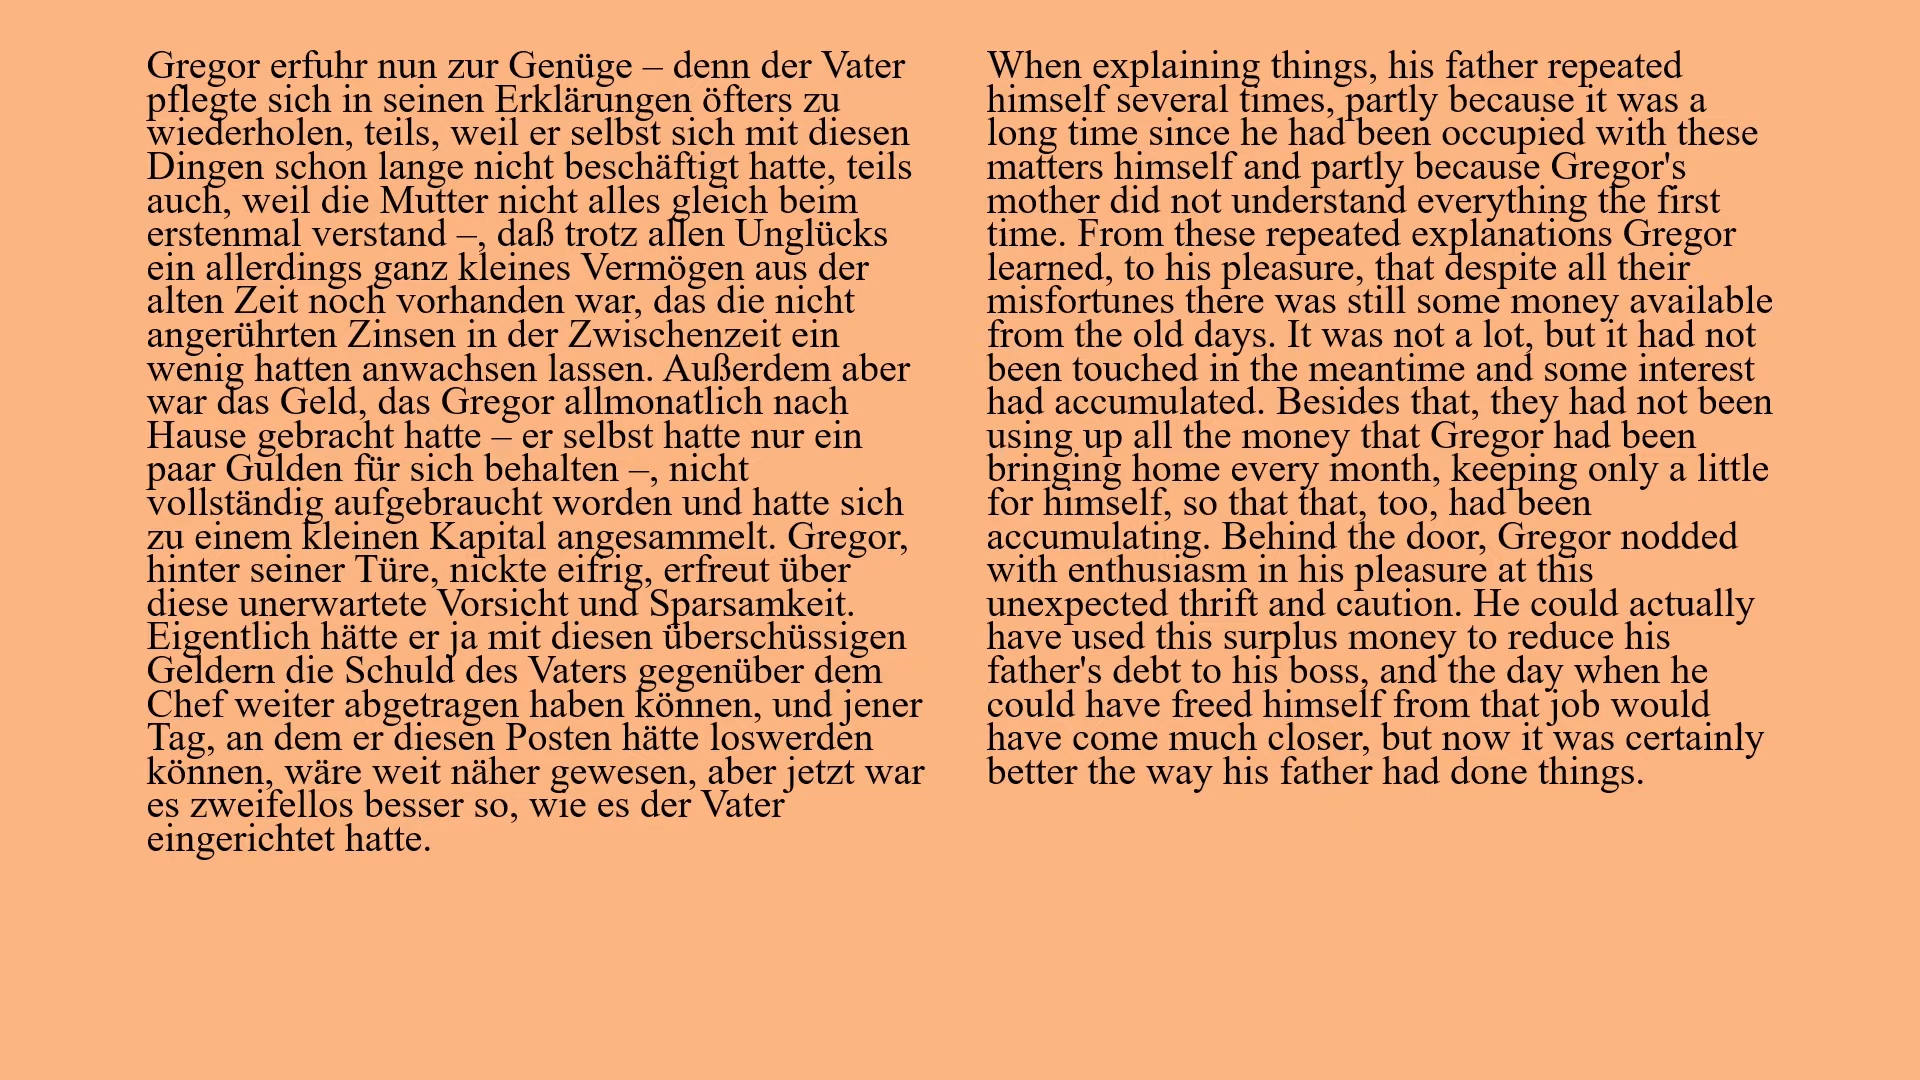 Gregor erfuhr nun zur Genüge – denn der Vater
pflegte sich in seinen Erklärungen öfters zu
wiederholen, teils, weil er selbst sich mit diesen
Dingen schon lange nicht beschäftigt hatte, teils
auch, weil die Mutter nicht alles gleich beim
erstenmal verstand –, daß trotz allen Unglücks
ein allerdings ganz kleines Vermögen aus der
alten Zeit noch vorhanden war, das die nicht
angerührten Zinsen in der Zwischenzeit ein
wenig hatten anwachsen lassen. Außerdem aber
war das Geld, das Gregor allmonatlich nach
Hause gebracht hatte – er selbst hatte nur ein
paar Gulden für sich behalten –, nicht
vollständig aufgebraucht worden und hatte sich
zu einem kleinen Kapital angesammelt. Gregor,
hinter seiner Türe, nickte eifrig, erfreut über
diese unerwartete Vorsicht und Sparsamkeit.
Eigentlich hätte er ja mit diesen überschüssigen
Geldern die Schuld des Vaters gegenüber dem
Chef weiter abgetragen haben können, und jener
Tag, an dem er diesen Posten hätte loswerden
können, wäre weit näher gewesen, aber jetzt war
es zweifellos besser so, wie es der Vater
eingerichtet hatte.
When explaining things, his father repeated
himself several times, partly because it was a
long time since he had been occupied with these
matters himself and partly because Gregor's
mother did not understand everything the first
time. From these repeated explanations Gregor
learned, to his pleasure, that despite all their
misfortunes there was still some money available
from the old days. It was not a lot, but it had not
been touched in the meantime and some interest
had accumulated. Besides that, they had not been
using up all the money that Gregor had been
bringing home every month, keeping only a little
for himself, so that that, too, had been
accumulating. Behind the door, Gregor nodded
with enthusiasm in his pleasure at this
unexpected thrift and caution. He could actually
have used this surplus money to reduce his
father's debt to his boss, and the day when he
could have freed himself from that job would
have come much closer, but now it was certainly
better the way his father had done things.